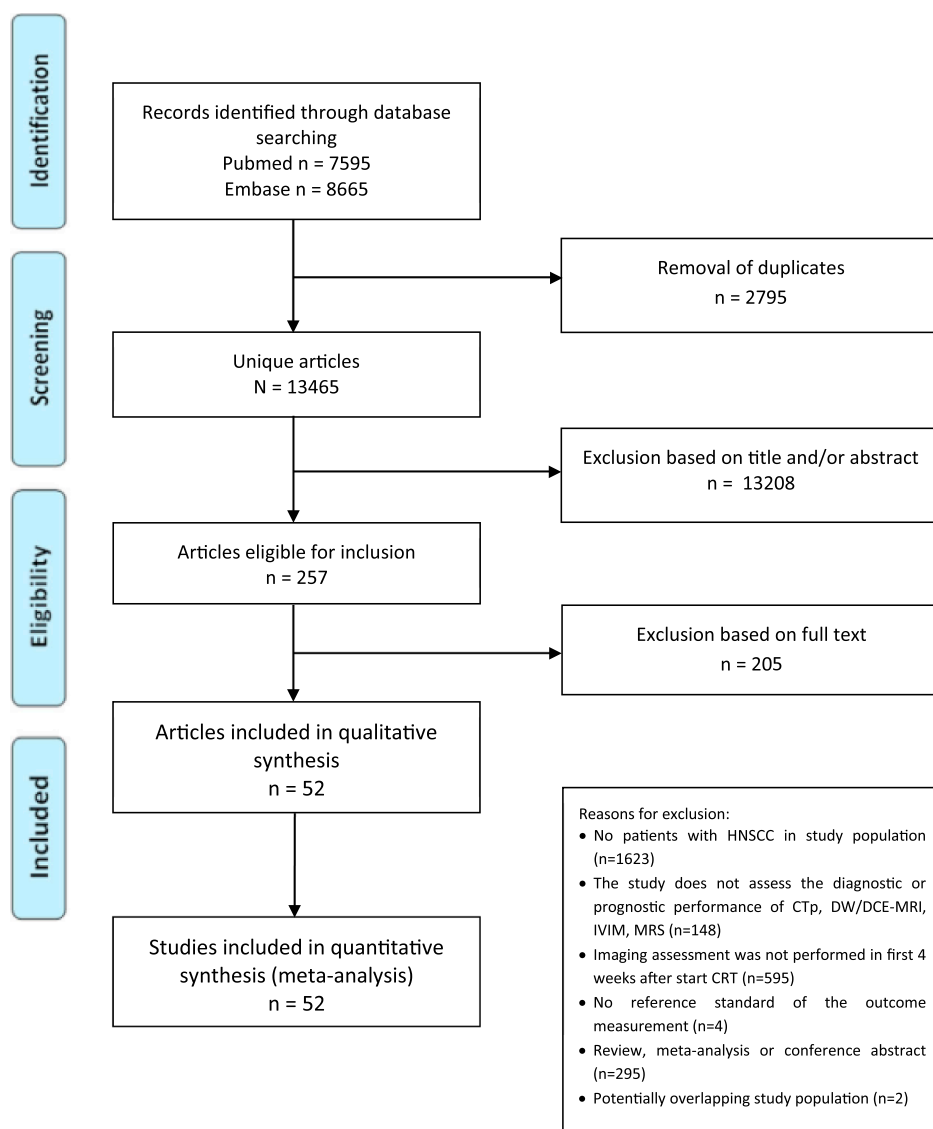 Identification
Records identified through database
searching
Pubmed n = 7595
Embase n = 8665
Removal of duplicates
n = 2795
Screening
Unique articles
N = 13465
Exclusion based on title and/or abstract
n = 13208
Eligibility
Articles eligible for inclusion
n = 257
Exclusion based on full text
n = 205
Included
Articles included in qualitative
synthesis
n = 52
Studies included in quantitative
synthesis (meta-analysis)
n = 52
Reasons for exclusion:
• No patients with HNSCC in study population
(n=1623)
• The study does not assess the diagnostic or
prognostic performance of CTp, DW/DCE-MRI,
IVIM, MRS (n=148)
• Imaging assessment was not performed in first 4
weeks after start CRT (n=595)
• No reference standard of the outcome
measurement (n=4)
• Review, meta-analysis or conference abstract
(n=295)
• Potentially overlapping study population (n=2)